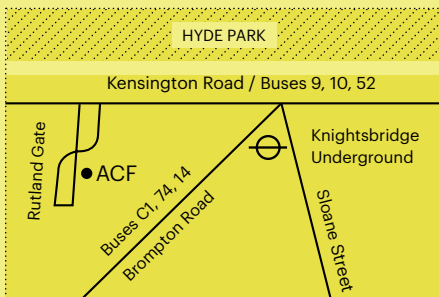 HYDE PARK
Kensington Road / Buses 9, 10, 52
Rutland Gate
ACF
Buses C1, 74, 14
Brompton Road
Knightsbridge
Underground
Sloane Street